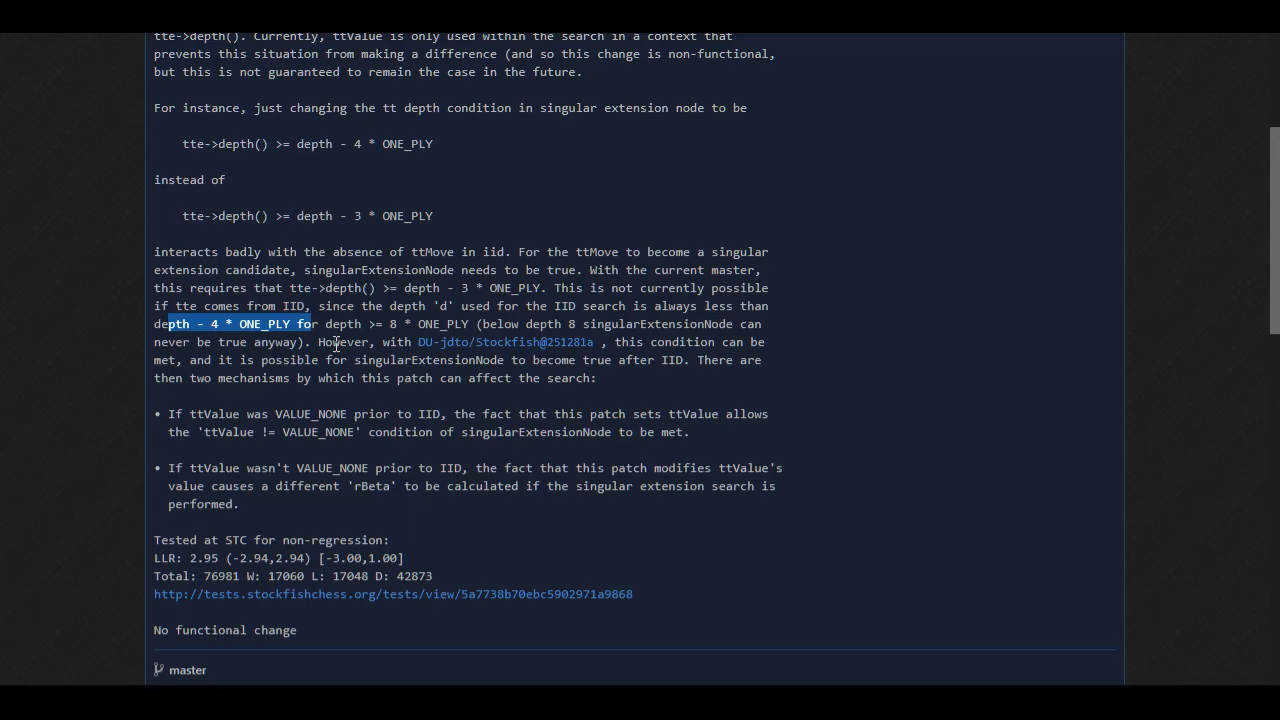 tte->depth(). Currently, ttValue is only used within the search in a context that
prevents this situation from making a difference (and so this change is non-functional,
but this is not guaranteed to remain the case in the future.
For instance, just changing the tt depth condition in singular extension node to be
tte->depth() >= depth - 4 * ONE_PLY
instead of
tte->depth() >= depth - 3 * ONE_PLY
interacts badly with the absence of ttMove in iid. For the ttMove to become a singular
extension candidate, singularExtensionNode needs to be true. With the current master,
this requires that tte->depth() >= depth - 3 * ONE_PLY. This is not currently possible
if tte comes from IID, since the depth 'd' used for the IID search is always less than
depth - 4 * ONE_PLY for depth >= 8 * ONE_PLY (below depth 8 singularExtensionNode can
never be true anyway). However, with DU-jdto/Stockfish@251281a , this condition can be
met, and it is possible for singularExtensionNode to become true after IID. There are
then two mechanisms by which this patch can affect the search:
• If ttValue was VALUE_NONE prior to IID, the fact that this patch sets ttValue allows
the 'ttValue != VALUE_NONE' condition of singularExtensionNode to be met.
• If ttValue wasn't VALUE_NONE prior to IID, the fact that this patch modifies ttValue's
value causes a different 'rBeta' to be calculated if the singular extension search is
performed.
Tested at STC for non-regression:
LLR: 2.95 (-2.94,2.94) [-3.00,1.00]
Total: 76981 W: 17060 L: 17048 D: 42873
http://tests.stockfishchess.org/tests/view/5a7738b70ebc5902971a9868
No functional change
master